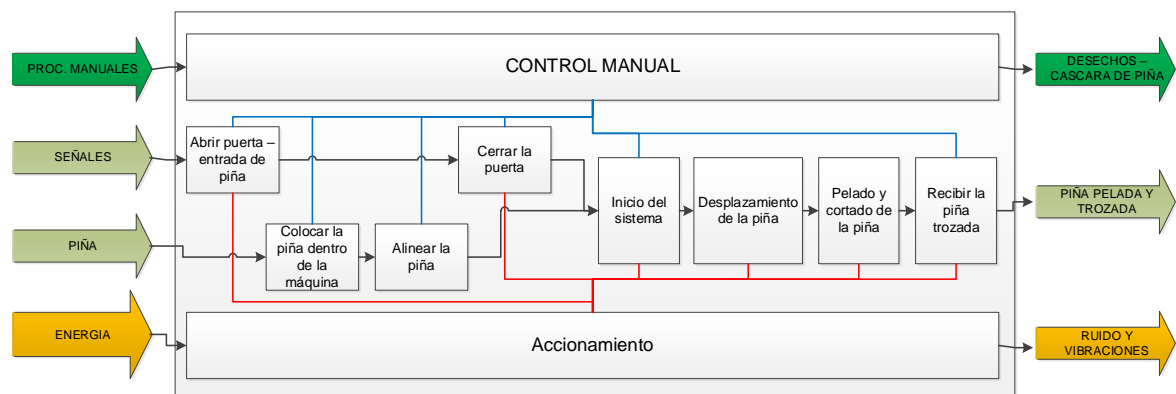 PROC. MANUALES
SEÑALES
PIÑA
ENERGIA
CONTROL MANUAL
Abrir puerta –
entrada de
piña
Cerrar la
puerta
Colocar la
piña dentro
de la
máquina
Alinear la
piña
Inicio del
sistema
Desplazamiento
de la piña
Pelado y
cortado de
la piña
Recibir la
piña
trozada
Accionamiento
DESECHOS –
CASCARA DE PIÑA
PIÑA PELADA Y
TROZADA
RUIDO Y
VIBRACIONES